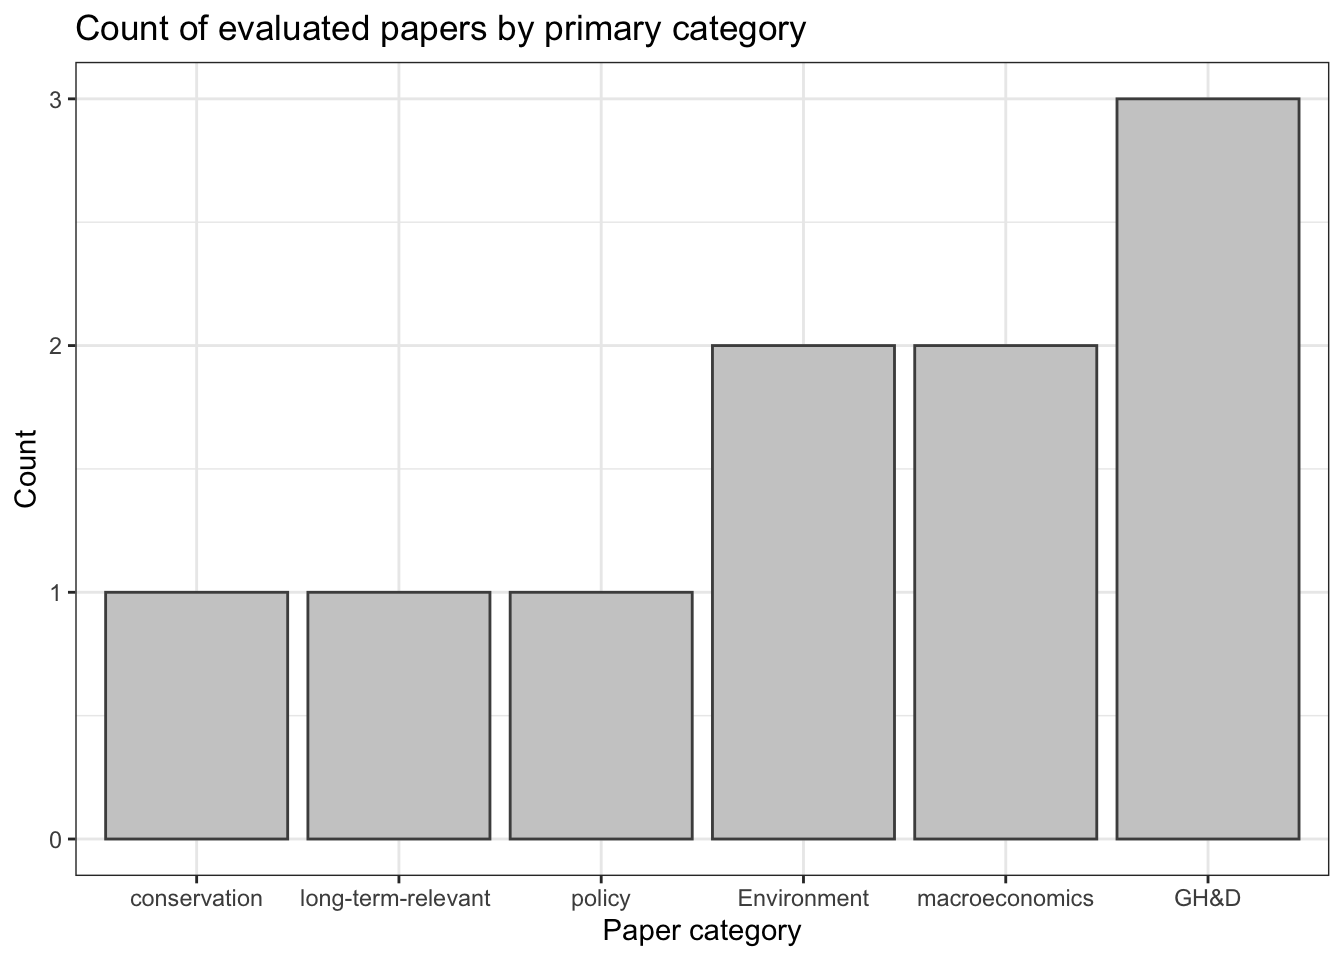 Count of evaluated papers by primary category
3
2
1
0
Count
conservation long-term-relevant policy Environment macroeconomics GH&D
Paper category